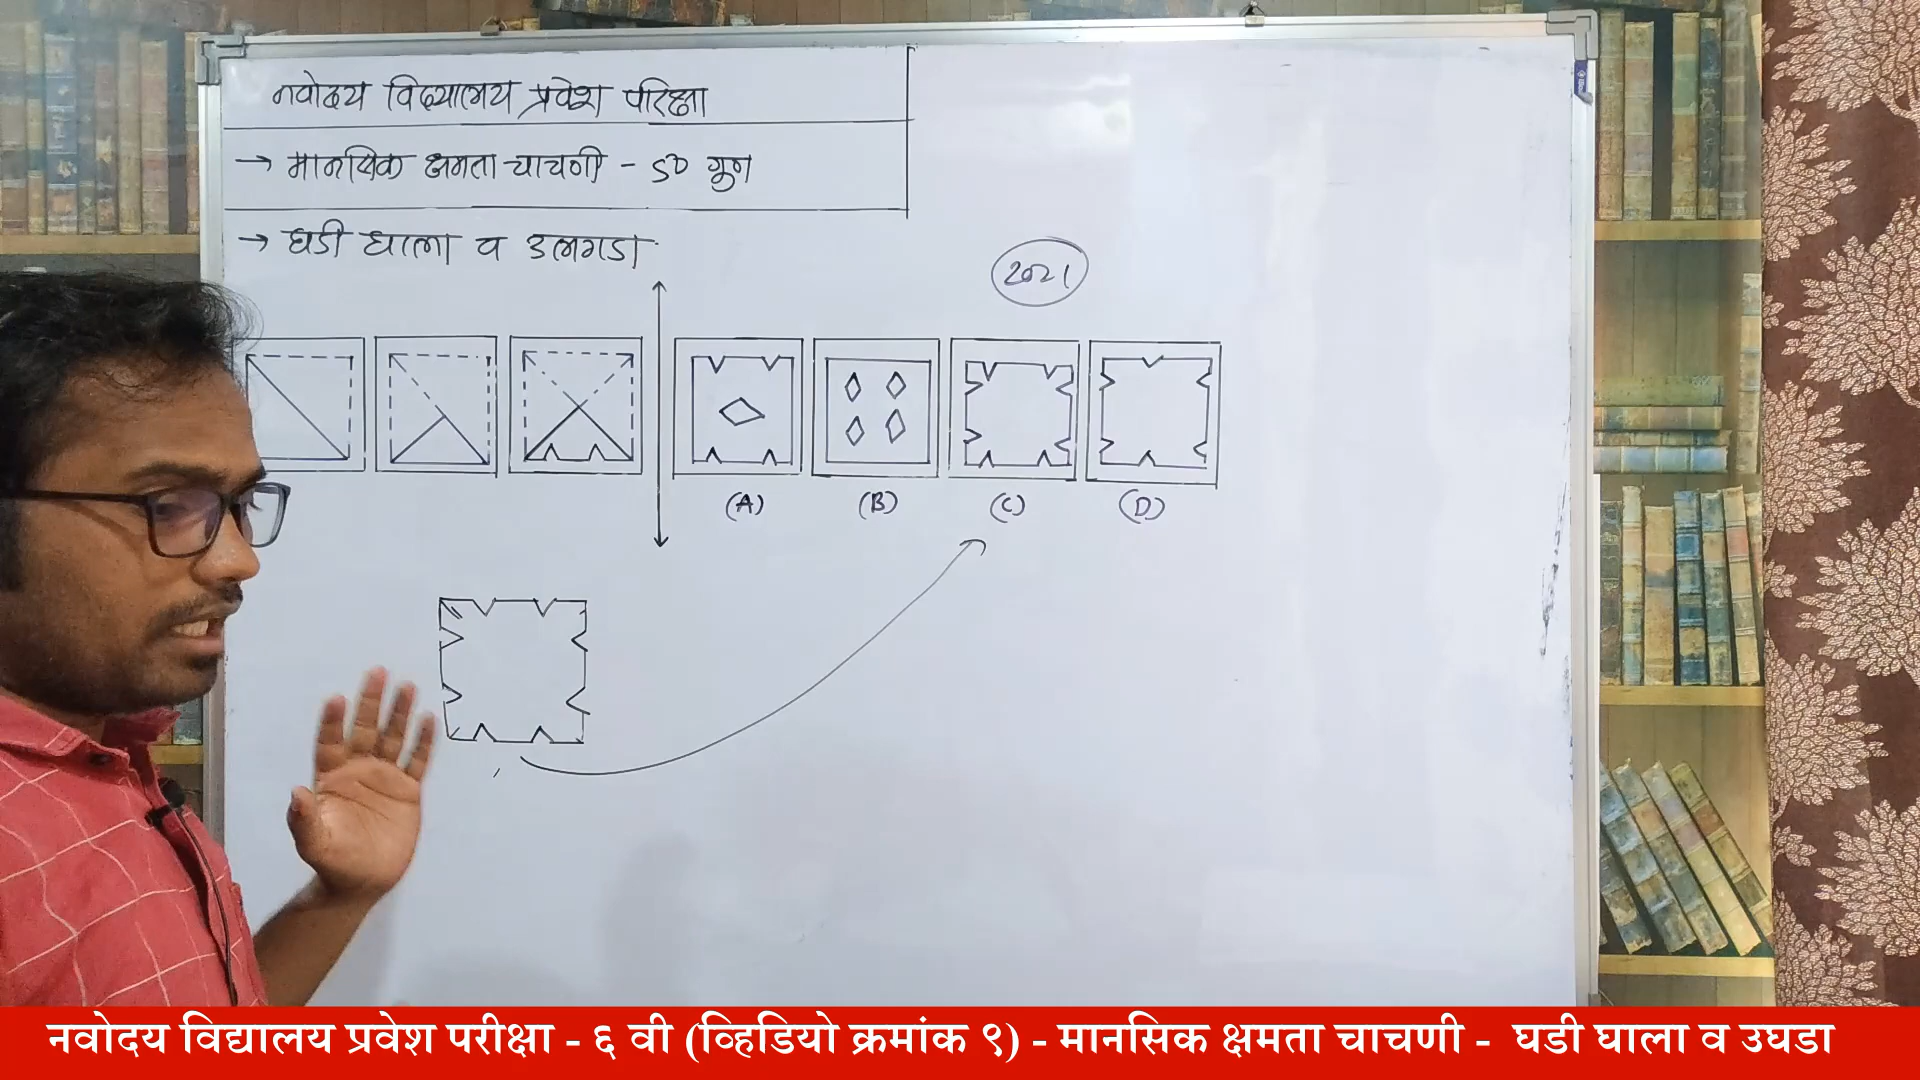 नवोदय विद्यालय प्रवेश परिक्षा
→ मानसिक क्षमता चाचणी - 50 गुण
→ घडी घाला व उलगडा
2021
(A) (B) (C) (D)
नवोदय विद्यालय प्रवेश परीक्षा - ६ वी (व्हिडियो क्रमांक ९) - मानसिक क्षमता चाचणी - घडी घाला व उघडा